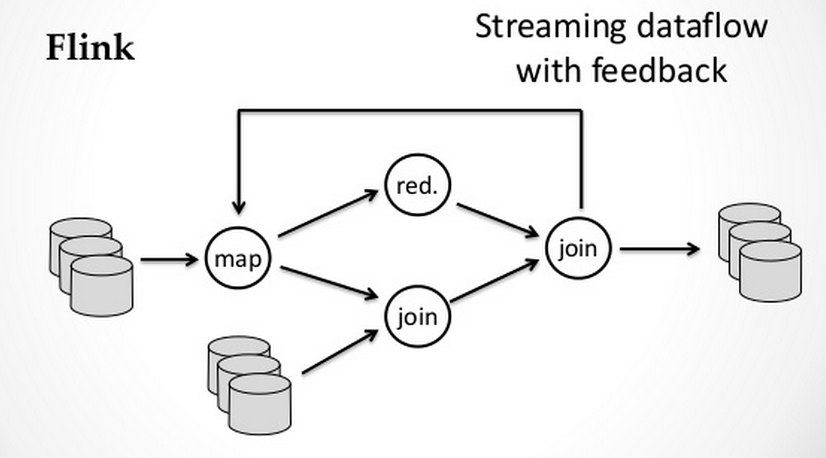 Flink
Streaming dataflow
with feedback
red.
map
join
join